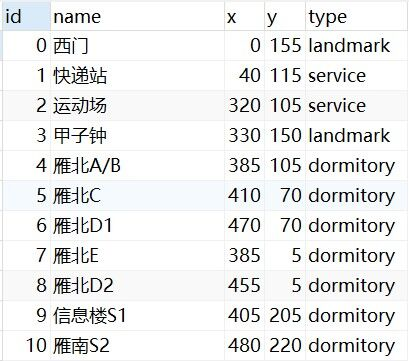 id name x y type
0 西门 0 155 landmark
1 快递站 40 115 service
2 运动场 320 105 service
3 甲子钟 330 150 landmark
4 雁北A/B 385 105 dormitory
5 雁北C 410 70 dormitory
6 雁北D1 470 70 dormitory
7 雁北E 385 5 dormitory
8 雁北D2 455 5 dormitory
9 信息楼S1 405 205 dormitory
10 雁南S2 480 220 dormitory